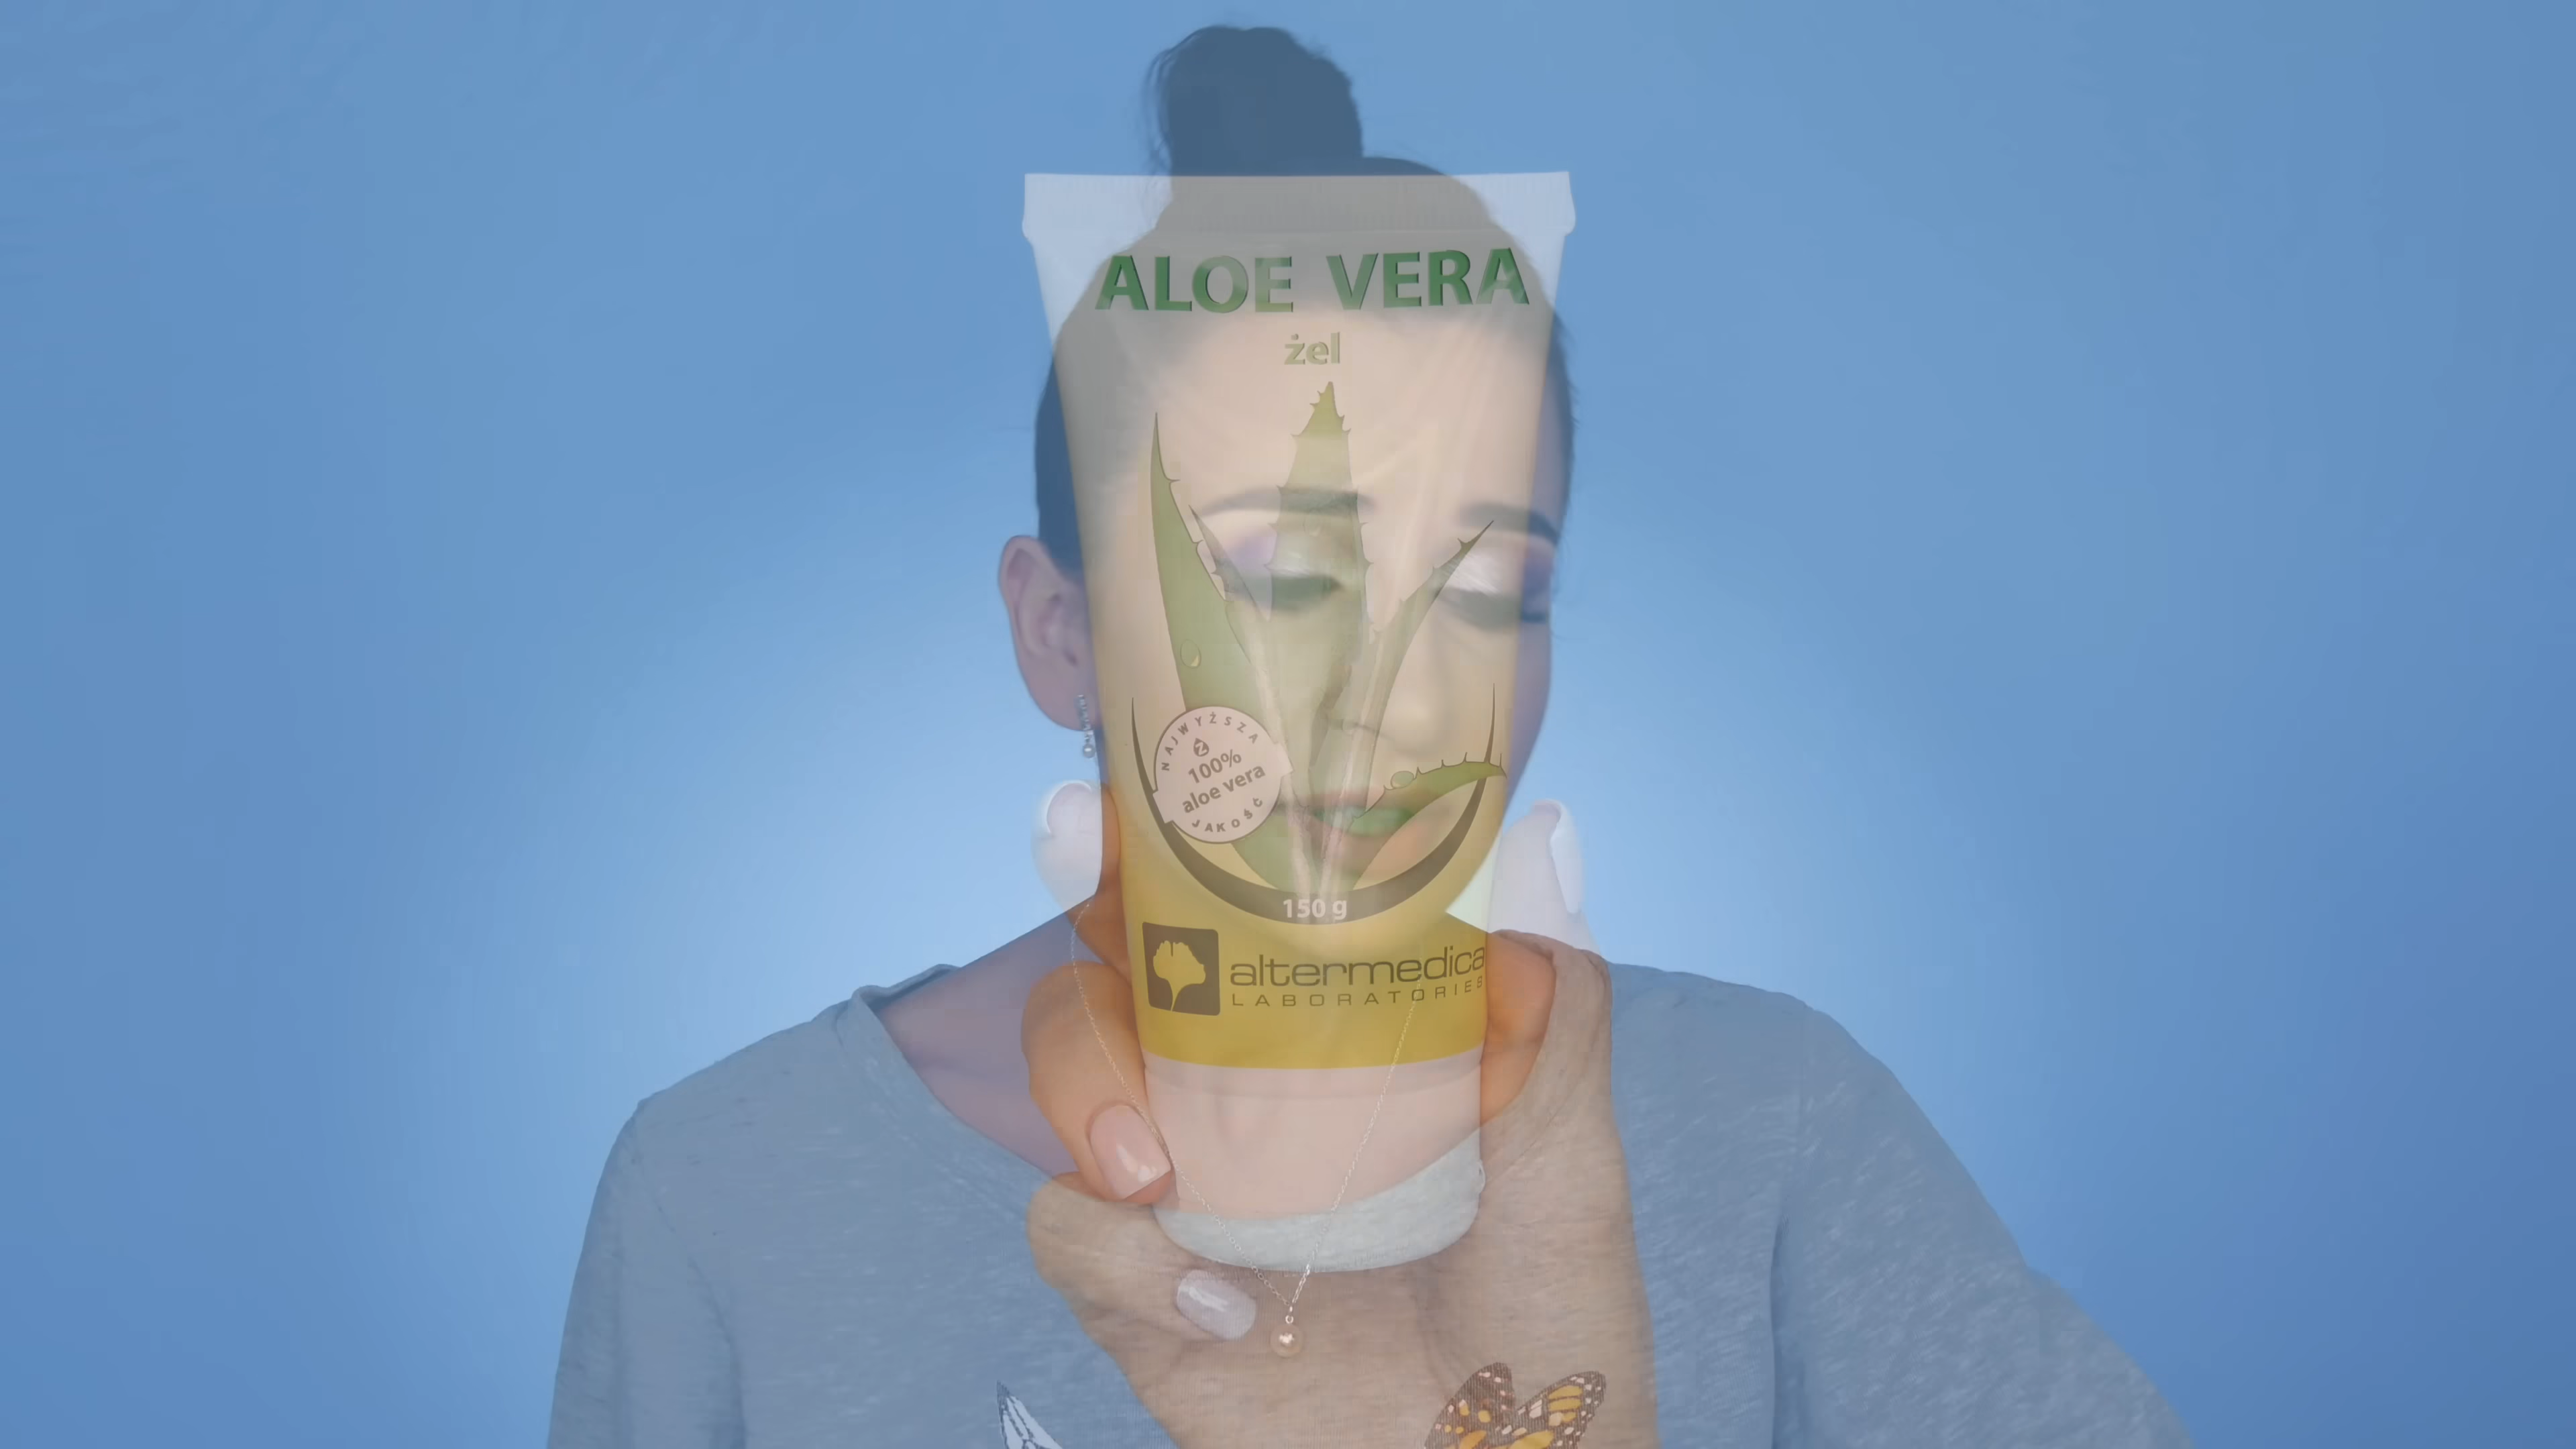 ALOE VERA
żel
NAJWYŻSZA
Z
100%
aloe vera
JAKOŚĆ
150 g
altermedica
LABORATORIES